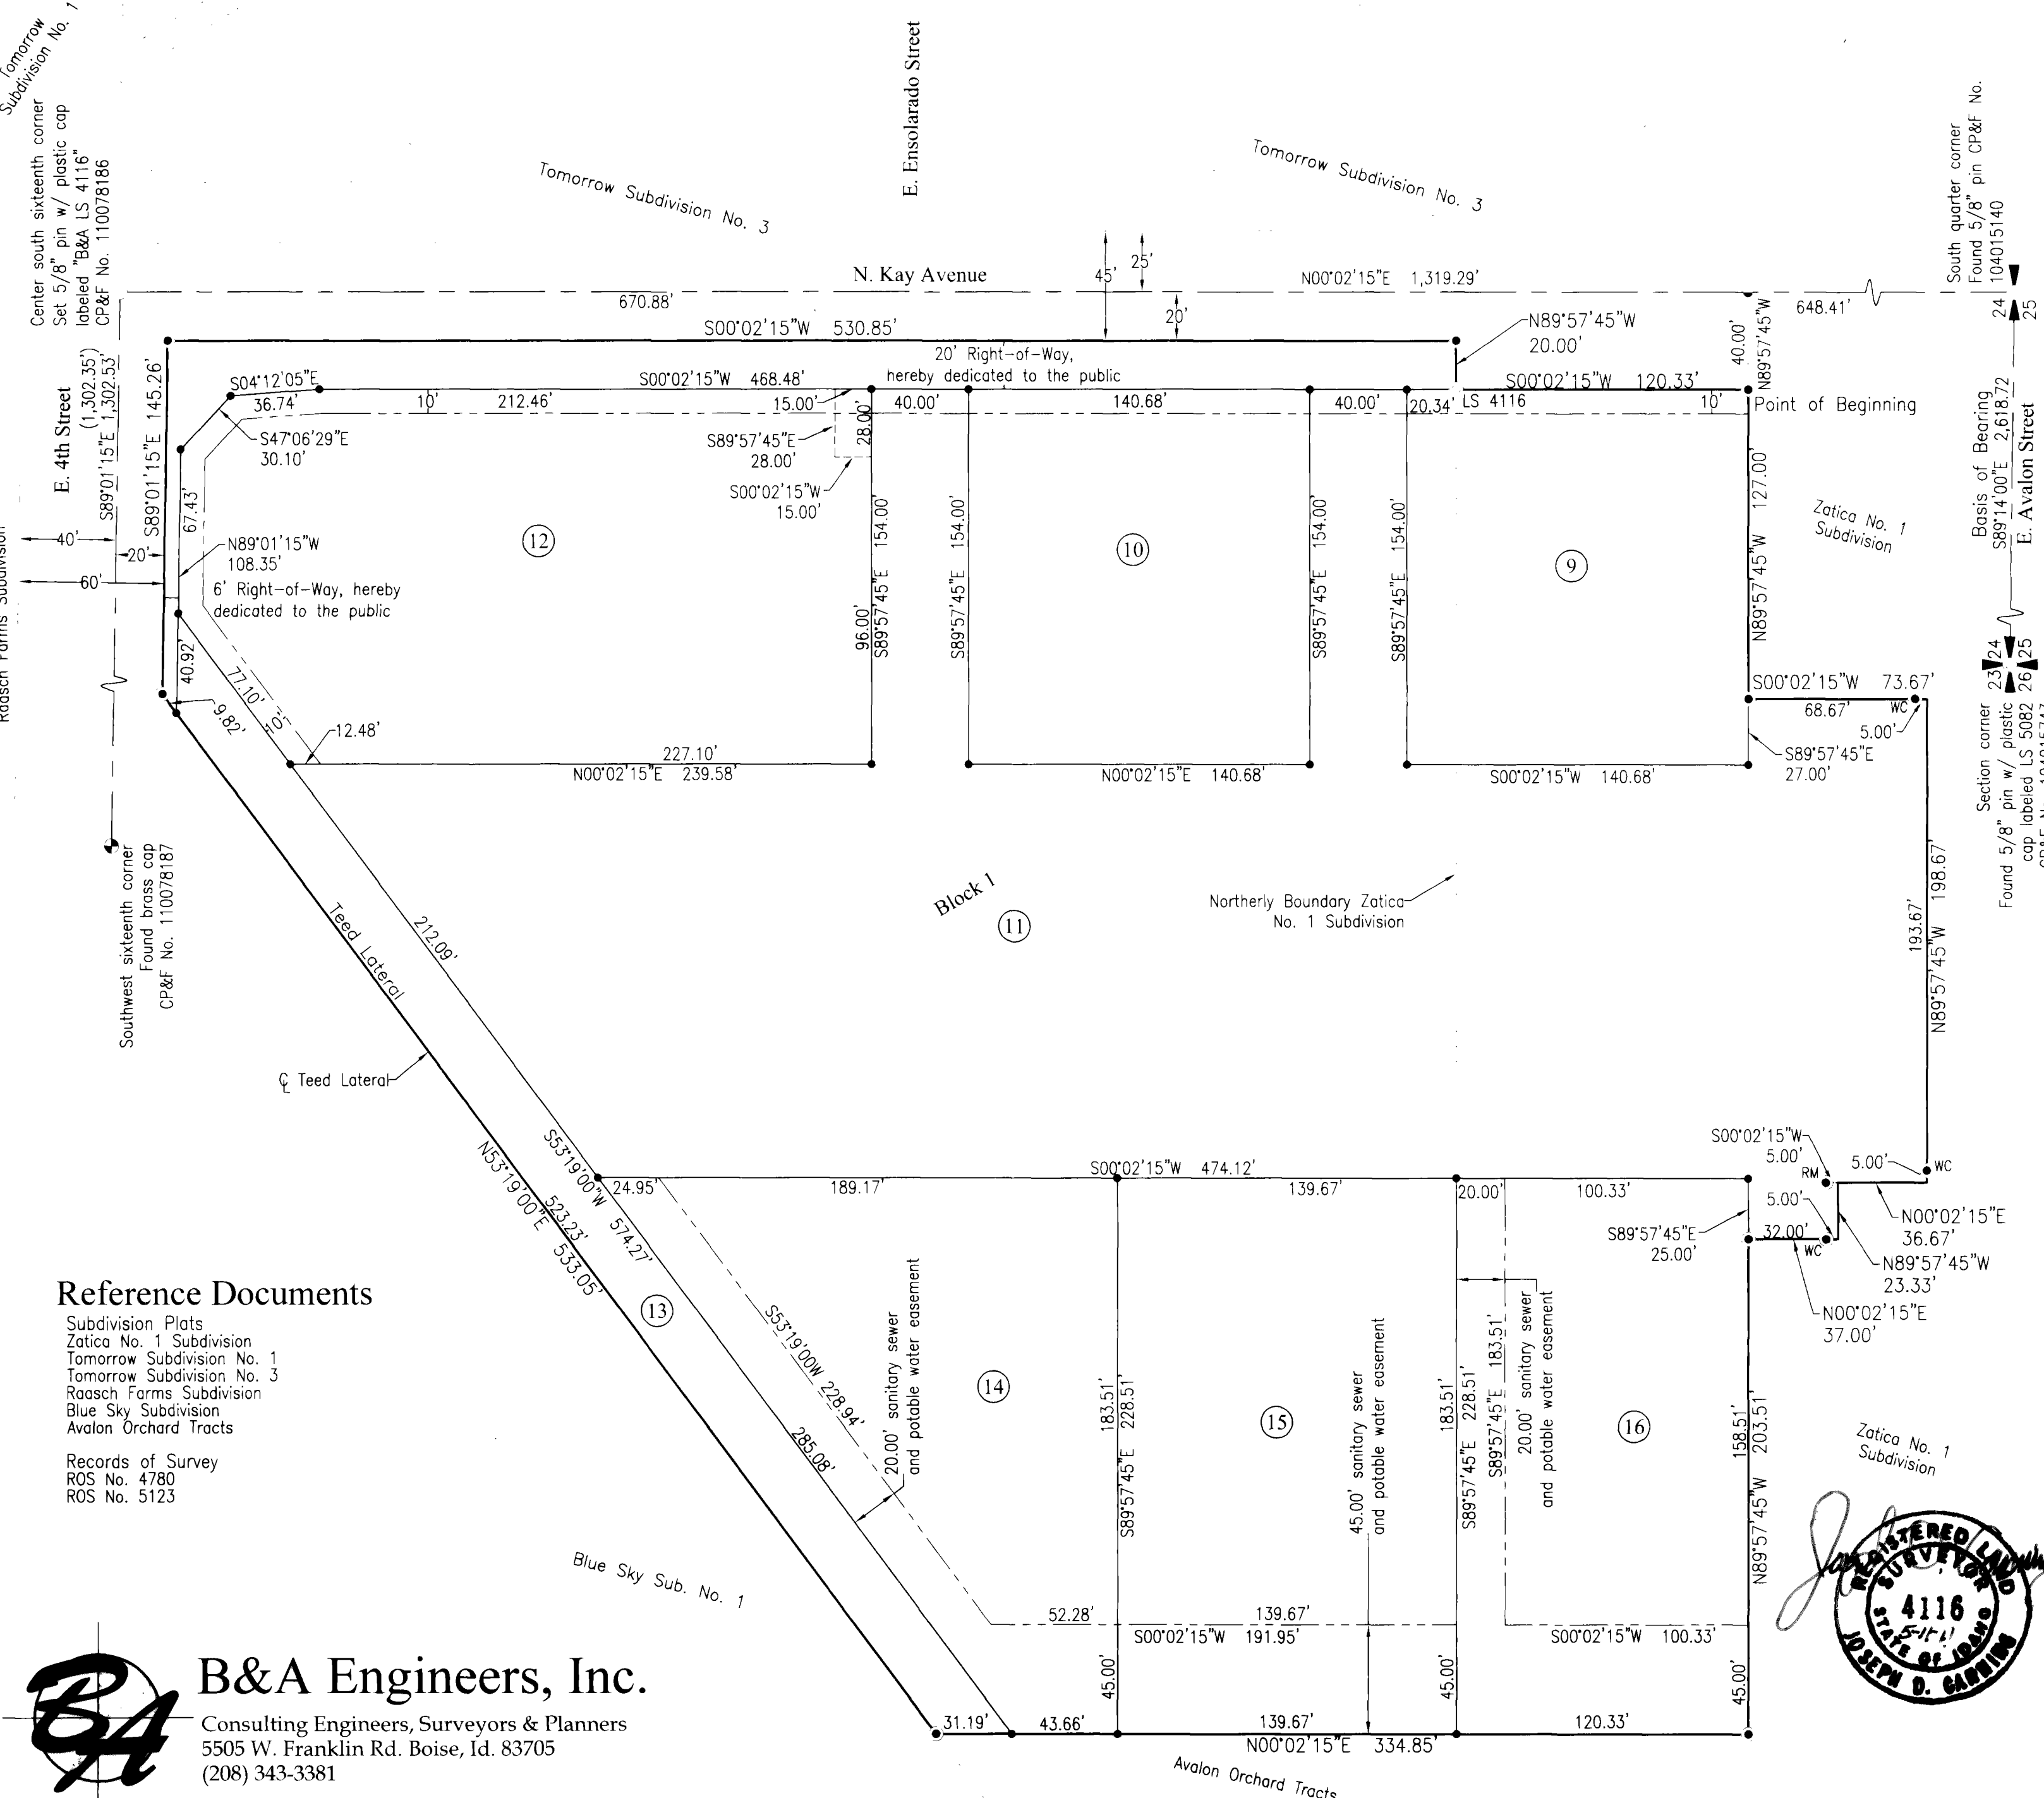 Tomorrow
Subdivision No. 1
Center south sixteenth corner
Set 5/8" pin w/ plastic cap
labeled "B&A LS 4116"
CP&F No. 110078186
E. Ensolarado Street
Tomorrow Subdivision No. 3
Tomorrow Subdivision No. 3
South quarter corner
Found 5/8" pin CP&F No.
104015140
24
25
N. Kay Avenue
45'
25'
20'
N00°02'15"E 1,319.29'
670.88'
648.41'
S00°02'15"W 530.85'
N89°57'45"W
20.00'
N89°57'45"W
40.00'
20' Right-of-Way,
hereby dedicated to the public
E. 4th Street
(1,302.35')
S89°01'15"E 1,302.53'
S89°01'15"E 145.26'
S04°12'05"E
36.74'
S00°02'15"W 468.48'
10'
212.46'
15.00'
40.00'
140.68'
40.00'
20.34'
LS 4116
S00°02'15"W 120.33'
10'
Point of Beginning
S47°06'29"E
30.10'
S89°57'45"E
28.00'
28.00'
S00°02'15"W
15.00'
67.43'
N89°01'15"W
108.35'
6' Right-of-Way, hereby
dedicated to the public
40'
20'
60'
Raasch Farms Subdivision
12
10
9
96.00'
S89°57'45"E 154.00'
S89°57'45"E 154.00'
S89°57'45"E 154.00'
S89°57'45"E 154.00'
N89°57'45"W 127.00'
Zatica No. 1
Subdivision
Basis of Bearing
S89°14'00"E 2,618.72
E. Avalon Street
40.92'
9.82'
77.10'
10'
12.48'
227.10'
N00°02'15"E 239.58'
N00°02'15"E 140.68'
S00°02'15"W 140.68'
S00°02'15"W 73.67'
68.67'
WC
5.00'
S89°57'45"E
27.00'
23
24
26
25
Section corner
Found 5/8" pin w/ plastic
cap labeled LS 5082
Southwest sixteenth corner
Found brass cap
CP&F No. 110078187
Block 1
11
Northerly Boundary Zatica
No. 1 Subdivision
193.67'
N89°57'45"W 198.67'
Teed Lateral
212.09'
℄ Teed Lateral
S53°19'00"W 574.27'
N53°19'00"E 533.05'
523.23'
S00°02'15"W 474.12'
24.95'
189.17'
139.67'
20.00'
100.33'
S00°02'15"W
5.00'
RM
5.00'
WC
5.00'
S89°57'45"E
25.00'
32.00'
WC
N00°02'15"E
36.67'
N89°57'45"W
23.33'
N00°02'15"E
37.00'
Reference Documents
Subdivision Plats
Zatica No. 1 Subdivision
Tomorrow Subdivision No. 1
Tomorrow Subdivision No. 3
Raasch Farms Subdivision
Blue Sky Subdivision
Avalon Orchard Tracts
Records of Survey
ROS No. 4780
ROS No. 5123
13
14
15
16
S53°19'00W 228.94'
285.08'
20.00' sanitary sewer
and potable water easement
183.51'
S89°57'45"E 228.51'
45.00' sanitary sewer
and potable water easement
183.51'
S89°57'45"E 228.51'
S89°57'45"E 183.51'
20.00' sanitary sewer
and potable water easement
158.51'
N89°57'45"W 203.51'
Zatica No. 1
Subdivision
Blue Sky Sub. No. 1
52.28'
139.67'
S00°02'15"W 191.95'
S00°02'15"W 100.33'
45.00'
45.00'
45.00'
31.19'
43.66'
139.67'
120.33'
N00°02'15"E 334.85'
Avalon Orchard Tracts
REGISTERED LAND
SURVEYOR
4116
STATE OF IDAHO
JOSEPH D. CANNING
BA
B&A Engineers, Inc.
Consulting Engineers, Surveyors & Planners
5505 W. Franklin Rd. Boise, Id. 83705
(208) 343-3381